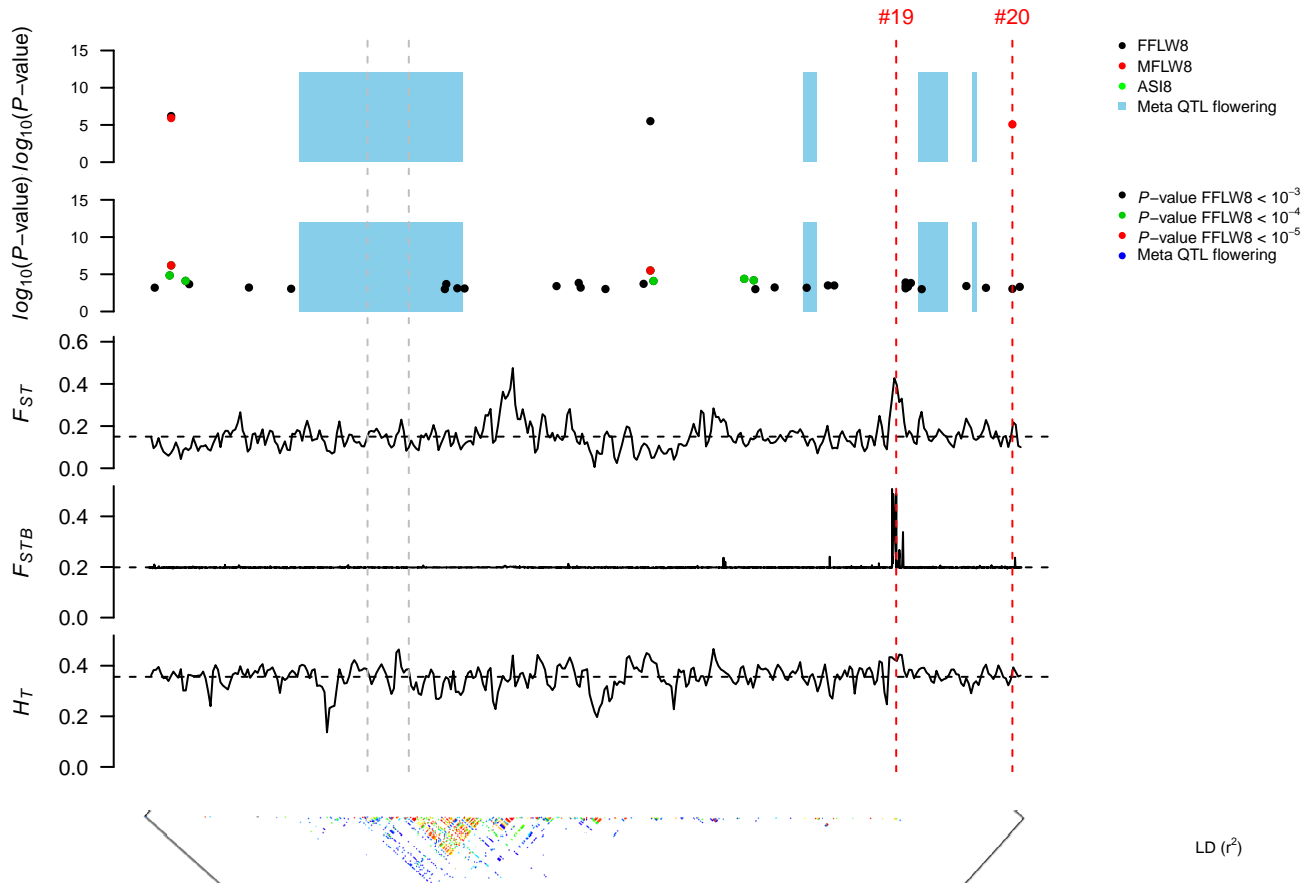 #19 #20
15
10
5
0
log10(P-value)
FFLW8
MFLW8
ASI8
Meta QTL flowering
15
10
5
0
log10(P-value)
P-value FFLW8 < 10^-3
P-value FFLW8 < 10^-4
P-value FFLW8 < 10^-5
Meta QTL flowering
0.6
0.4
0.2
0.0
FST
0.4
0.2
0.0
FSTB
0.4
0.2
0.0
HT
LD (r²)